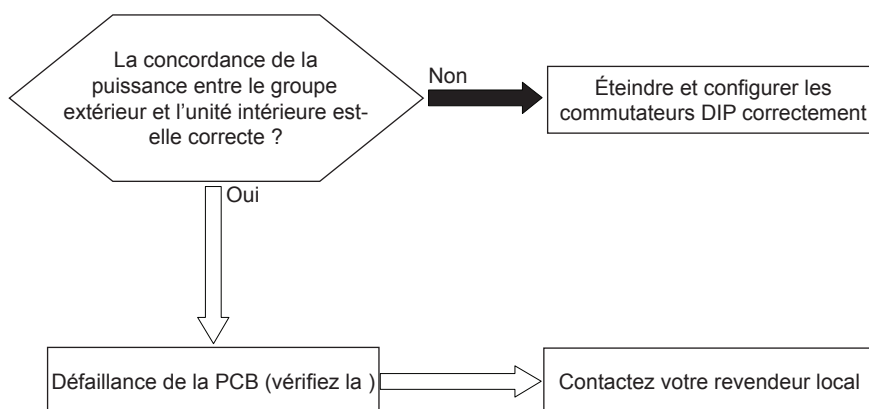 La concordance de la
puissance entre le groupe
extérieur et l'unité intérieure est-
elle correcte ?
Non
Éteindre et configurer les
commutateurs DIP correctement
Oui
Défaillance de la PCB (vérifiez la )
Contactez votre revendeur local